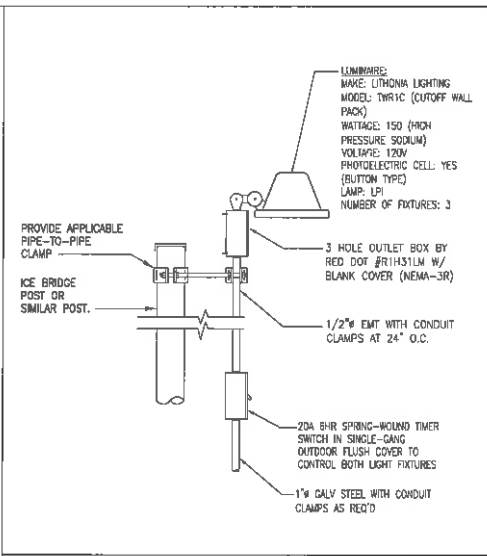 LUMINAIRE:
MAKE: LITHONIA LIGHTING
MODEL: TWR1C (CUTOFF WALL
PACK)
WATTAGE: 150 (HIGH
PRESSURE SODIUM)
VOLTAGE: 120V
PHOTOELECTRIC CELL: YES
(BUTTON TYPE)
LAMP: LPI
NUMBER OF FIXTURES: 3
PROVIDE APPLICABLE
PIPE-TO-PIPE
CLAMP
ICE BRIDGE
POST OR
SIMILAR POST.
3 HOLE OUTLET BOX BY
RED DOT #R1H31LM W/
BLANK COVER (NEMA-3R)
1/2"ø EMT WITH CONDUIT
CLAMPS AT 24" O.C.
20A 6HR SPRING-WOUND TIMER
SWITCH IN SINGLE-GANG
OUTDOOR FLUSH COVER TO
CONTROL BOTH LIGHT FIXTURES
1"ø GALV STEEL WITH CONDUIT
CLAMPS AS REQ'D